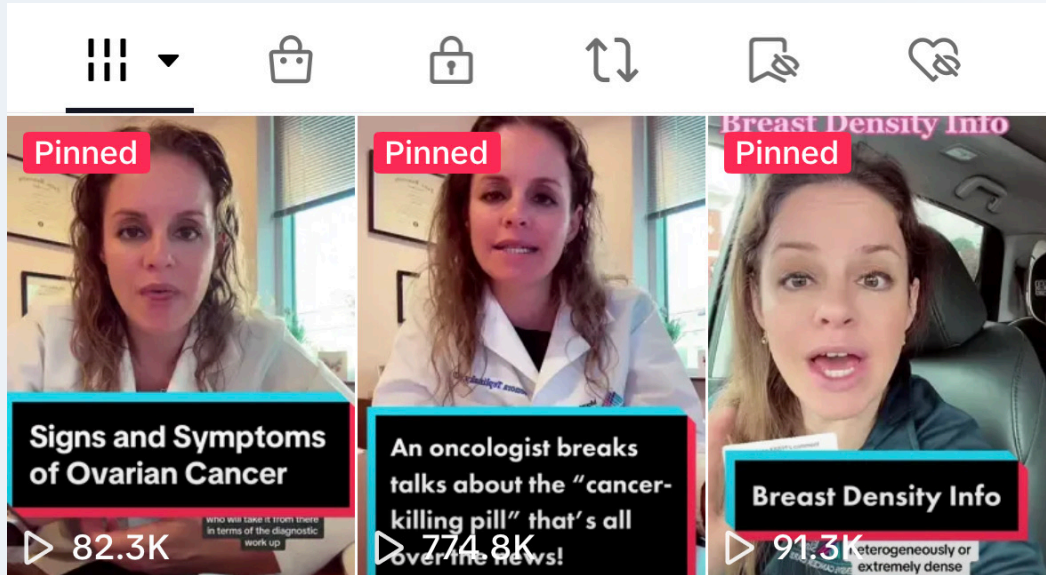 Pinned
Signs and Symptoms
of Ovarian Cancer
who will take it from there
in terms of the diagnostic
work up
82.3K
Pinned
An oncologist breaks
talks about the “cancer-
killing pill” that’s all
over the news!
774.8K
Breast Density Info
Pinned
Breast Density Info
91.3K
heterogeneously or
extremely dense